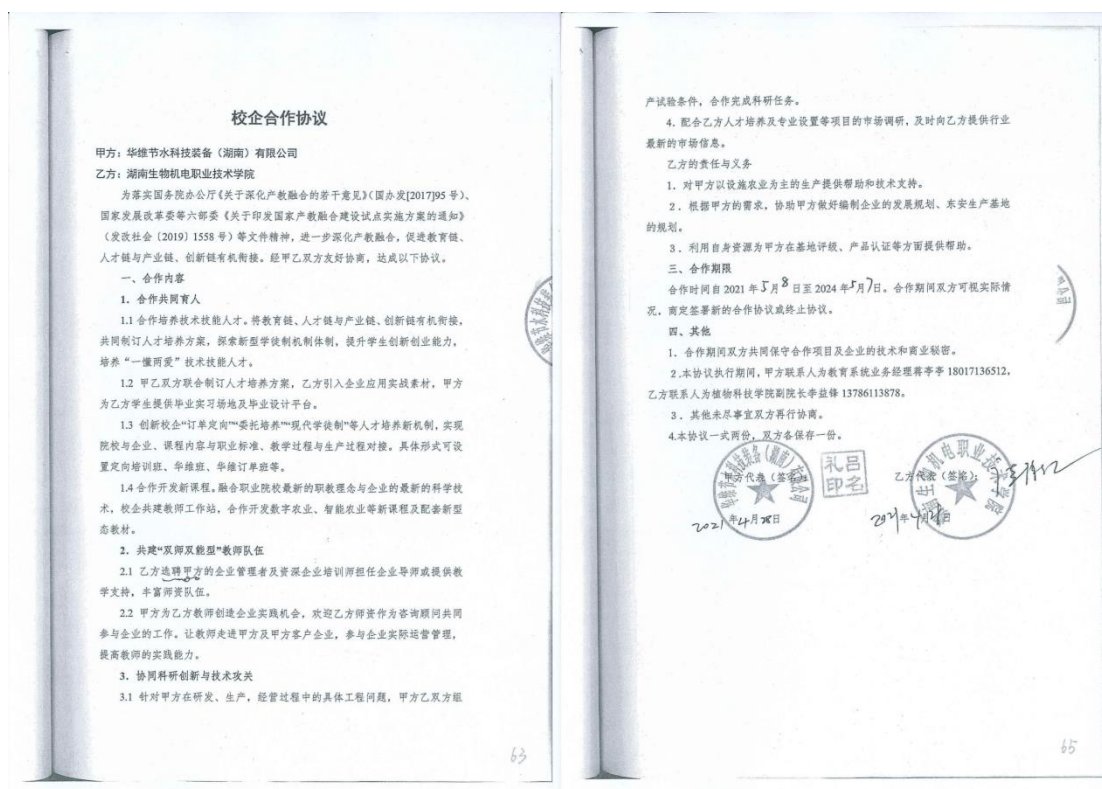 校企合作协议
甲方：华维节水科技装备（湖南）有限公司
乙方：湖南生物机电职业技术学院
为落实国务院办公厅《关于深化产教融合的若干意见》（国办发[2017]95 号）、
国家发展改革委等六部委《关于印发国家产教融合建设试点实施方案的通知》
（发改社会〔2019〕1558 号）等文件精神，进一步深化产教融合，促进教育链、
人才链与产业链、创新链有机衔接。经甲乙双方友好协商，达成以下协议。
一、合作内容
1．合作共同育人
1.1 合作培养技术技能人才。将教育链、人才链与产业链、创新链有机衔接，
共同制订人才培养方案，探索新型学徒制机制体制，提升学生创新创业能力，
培养“一懂两爱”技术技能人才。
1.2 甲乙双方联合制订人才培养方案，乙方引入企业应用实战素材，甲方
为乙方学生提供毕业实习场地及毕业设计平台。
1.3 创新校企“订单定向”“委托培养”“现代学徒制”等人才培养新机制，实现
院校与企业、课程内容与职业标准、教学过程与生产过程对接。具体形式可设
置定向培训班、华维班、华维订单班等。
1.4 合作开发新课程。融合职业院校最新的职教理念与企业的最新的科学技
术，校企共建教师工作站，合作开发数字农业、智能农业等新课程及配套新型
态教材。
2．共建“双师双能型”教师队伍
2.1 乙方选聘甲方的企业管理者及资深企业培训师担任企业导师或提供教
学支持，丰富师资队伍。
2.2 甲方为乙方教师创造企业实践机会，欢迎乙方师资作为咨询顾问共同
参与企业的工作。让教师走进甲方及甲方客户企业，参与企业实际运营管理，
提高教师的实践能力。
3．协同科研创新与技术攻关
3.1 针对甲方在研发、生产，经营过程中的具体工程问题，甲方乙双方组
63
产试验条件，合作完成科研任务。
4．配合乙方人才培养及专业设置等项目的市场调研，及时向乙方提供行业
最新的市场信息。
乙方的责任与义务
1．对甲方以设施农业为主的生产提供帮助和技术支持。
2．根据甲方的需求，协助甲方做好编制企业的发展规划、东安生产基地
的规划。
3．利用自身资源为甲方在基地评级、产品认证等方面提供帮助。
三、合作期限
合作时间自 2021 年 5 月 8 日至 2024 年 5 月 7 日。合作期间双方可视实际情
况，商定签署新的合作协议或终止协议。
四、其他
1．合作期间双方共同保守合作项目及企业的技术和商业秘密。
2.本协议执行期间，甲方联系人为教育系统业务经理蒋亭亭 18017136512，
乙方联系人为植物科技学院副院长李益锋 13786113878。
3．其他未尽事宜双方再行协商。
4.本协议一式两份，双方各保存一份。
甲方代表（签名）：
吕名礼印
乙方代表（签名）：
2021 年 4 月 28 日
2021 年 4 月 日
65